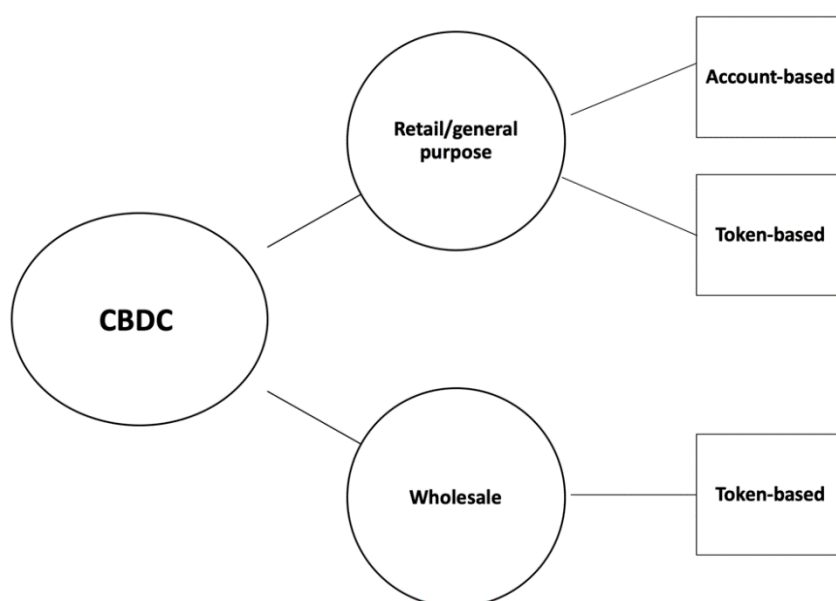 Account-based
Retail/general
purpose
Token-based
CBDC
Wholesale
Token-based